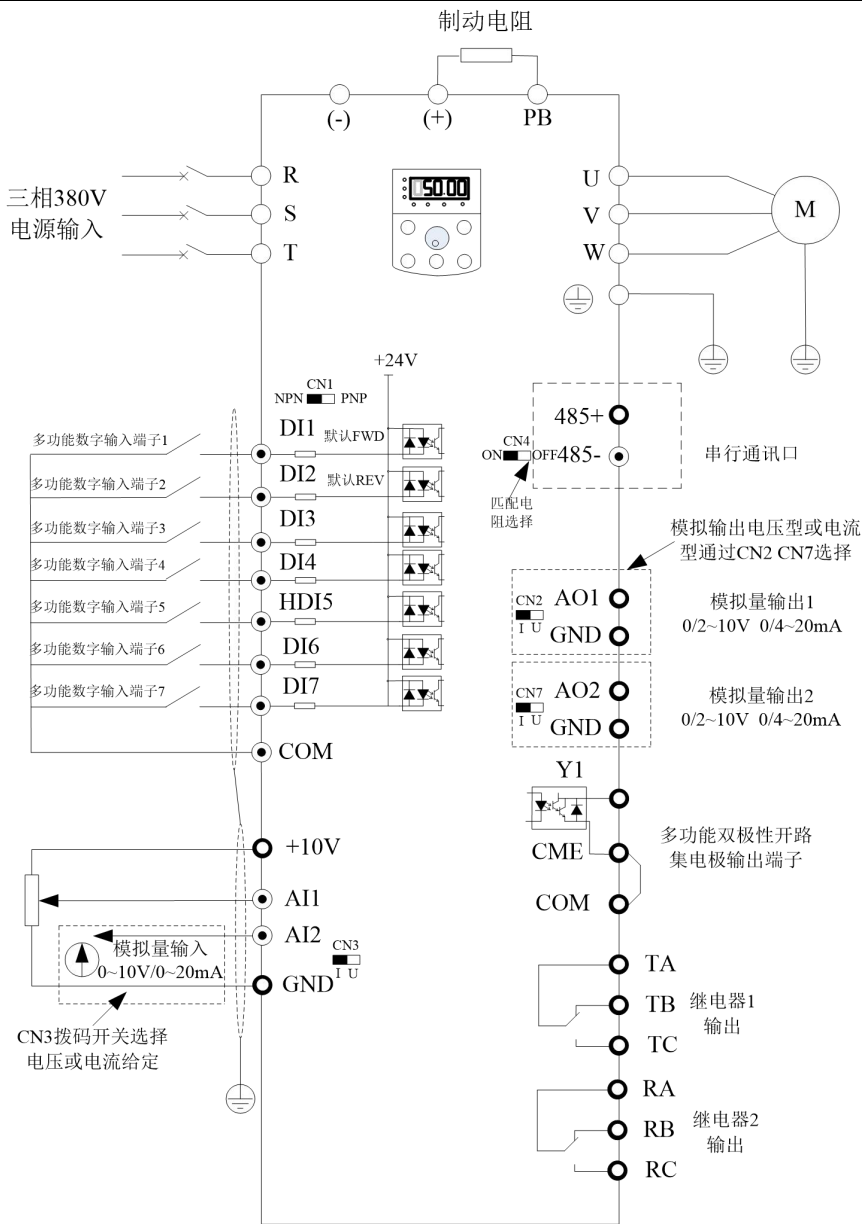 制动电阻
(-)
(+)
PB
三相380V
电源输入
R
S
T
50.00
U
V
W
M
+24V
CN1
NPN
PNP
多功能数字输入端子1
DI1
默认FWD
多功能数字输入端子2
DI2
默认REV
多功能数字输入端子3
DI3
多功能数字输入端子4
DI4
多功能数字输入端子5
HDI5
多功能数字输入端子6
DI6
多功能数字输入端子7
DI7
COM
+10V
AI1
AI2
模拟量输入
0~10V/0~20mA
GND
CN3
I U
CN3拨码开关选择
电压或电流给定
485+
CN4
ON
OFF
485-
串行通讯口
匹配电
阻选择
模拟输出电压型或电流
型通过CN2 CN7选择
CN2
I U
AO1
GND
模拟量输出1
0/2~10V 0/4~20mA
CN7
I U
AO2
GND
模拟量输出2
0/2~10V 0/4~20mA
Y1
CME
COM
多功能双极性开路
集电极输出端子
TA
TB
TC
继电器1
输出
RA
RB
RC
继电器2
输出